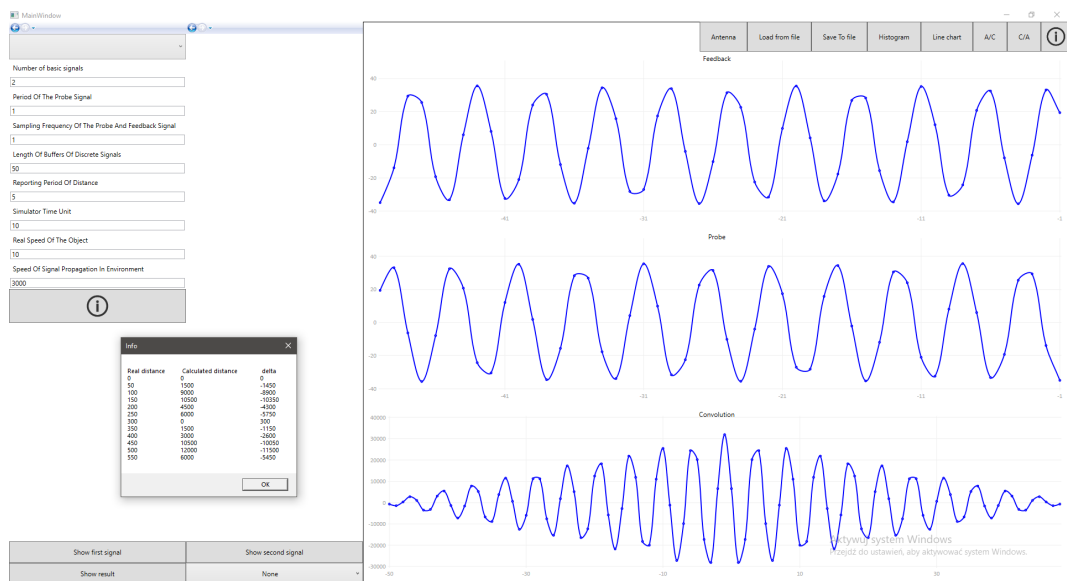 MainWindow
Antenna Load from file Save To file Histogram Line chart A/C C/A
Number of basic signals
2
Period Of The Probe Signal
1
Sampling Frequency Of The Probe And Feedback Signal
1
Length Of Buffers Of Discrete Signals
50
Reporting Period Of Distance
5
Simulator Time Unit
10
Real Speed Of The Object
10
Speed Of Signal Propagation In Environment
3000
Info
Real distance Calculated distance delta
0 0 0
50 1500 -1450
100 9000 -8900
150 10500 -10350
200 4500 -4300
250 6000 -5750
300 0 300
350 1500 -1150
400 3000 -2600
450 10500 -10050
500 12000 -11500
550 6000 -5450
OK
Show first signal Show second signal
Show result None
Feedback
40
20
0
-20
-40
-41 -31 -21 -11 -1
Probe
40
20
0
-20
-40
-41 -31 -21 -11 -1
Convolution
40000
30000
20000
10000
0
-10000
-20000
-30000
-50 -30 -10 10 30
Aktywuj system Windows
Przejdź do ustawień, aby aktywować system Windows.